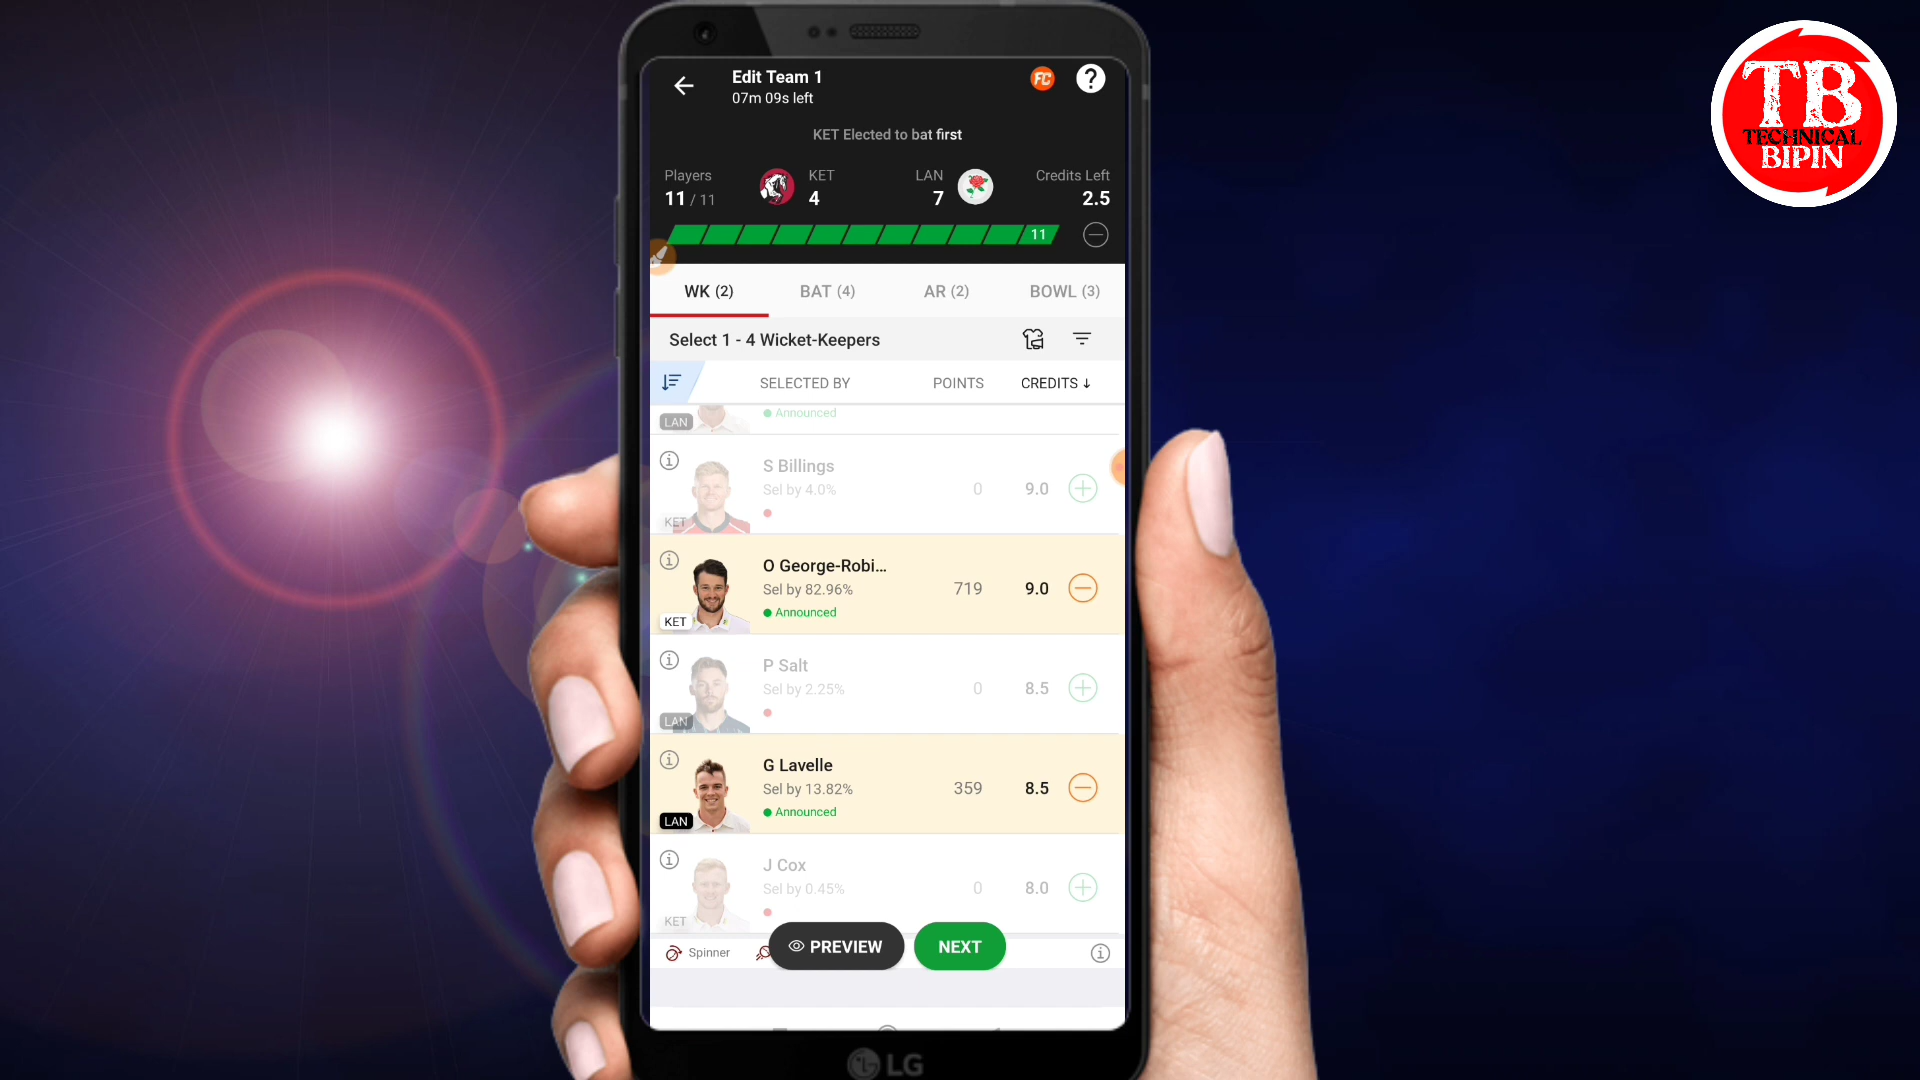 Edit Team 1
07m 09s left
FC
?
KET Elected to bat first
Players
11 / 11
KET
4
LAN
7
Credits Left
2.5
11
WK (2)
BAT (4)
AR (2)
BOWL (3)
Select 1 - 4 Wicket-Keepers
SELECTED BY
POINTS
CREDITS ↓
LAN
Announced
S Billings
Sel by 4.0%
0
9.0
KET
O George-Robi...
Sel by 82.96%
719
9.0
Announced
KET
P Salt
Sel by 2.25%
0
8.5
LAN
G Lavelle
Sel by 13.82%
359
8.5
Announced
LAN
J Cox
Sel by 0.45%
0
8.0
KET
Spinner
PREVIEW
NEXT
LG
TB
TECHNICAL
BIPIN